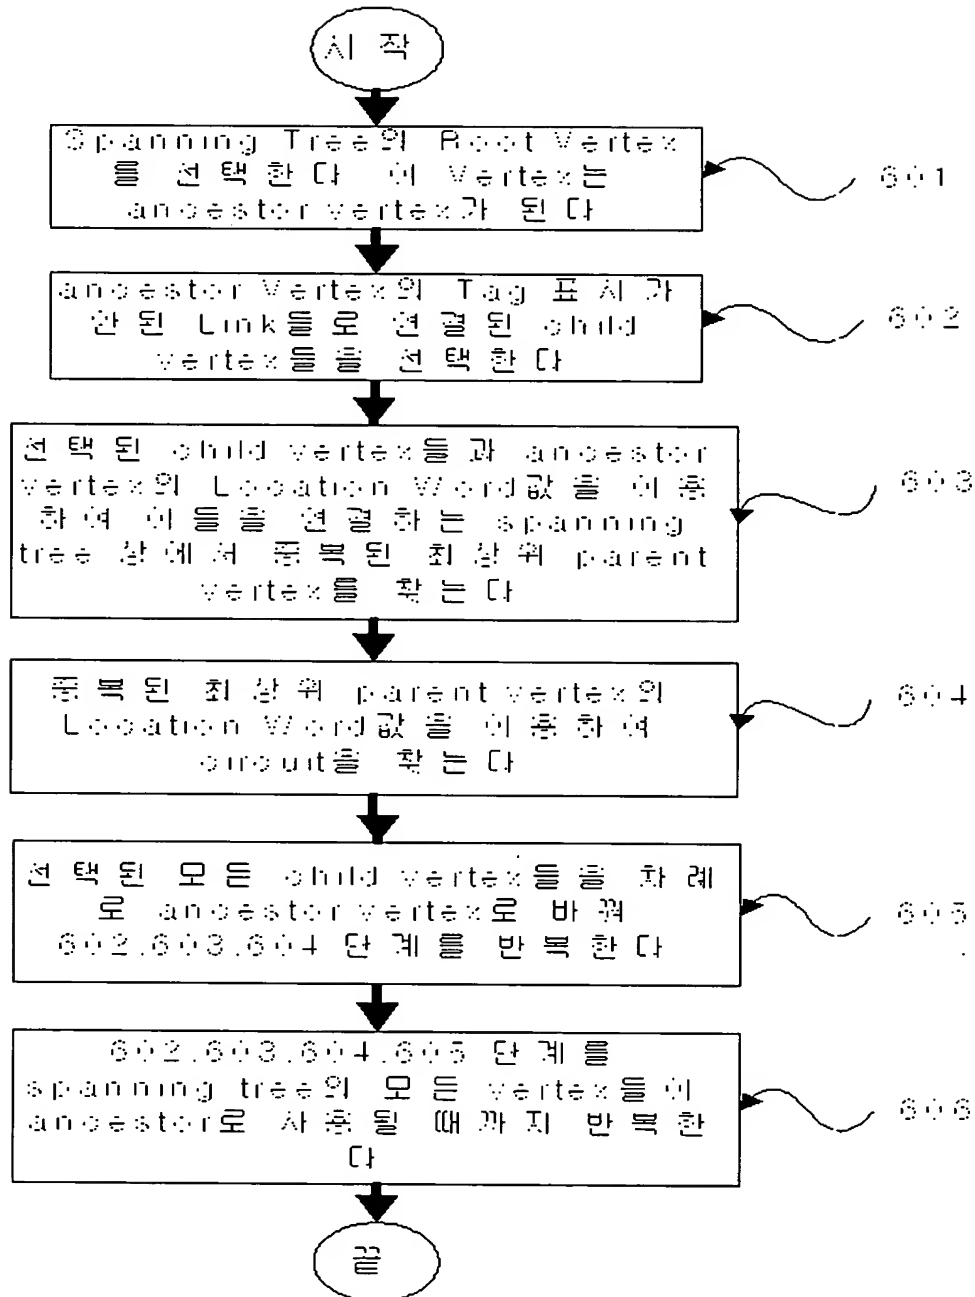 시작
Spanning Tree의 Root Vertex
를 선택한다 이 Vertex는
ancestor vertex가 된다
601
ancestor Vertex의 Tag 표시가
안된 Link들로 연결된 child
vertex들을 선택한다
602
선택된 child vertex들과 ancestor
vertex의 Location Word값을 이용
하여 이들을 연결하는 spanning
tree 상에서 중복된 최상위 parent
vertex를 찾는다
603
중복된 최상위 parent vertex의
Location Word값을 이용하여
circuit을 찾는다
604
선택된 모든 child vertex들을 차례
로 ancestor vertex로 바꿔
602.603.604 단계를 반복한다
605
602.603.604.605 단계를
spanning tree의 모든 vertex들이
ancestor로 사용될 때까지 반복한
다
606
끝